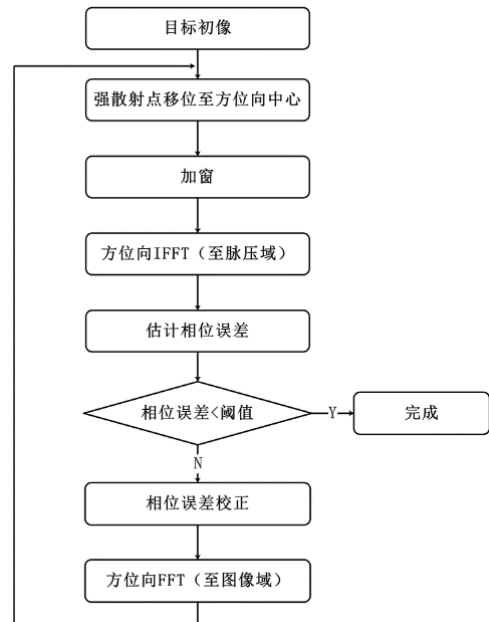 目标初像
强散射点移位至方位向中心
加窗
方位向IFFT（至脉压域）
估计相位误差
相位误差<阈值
Y
完成
N
相位误差校正
方位向FFT（至图像域）